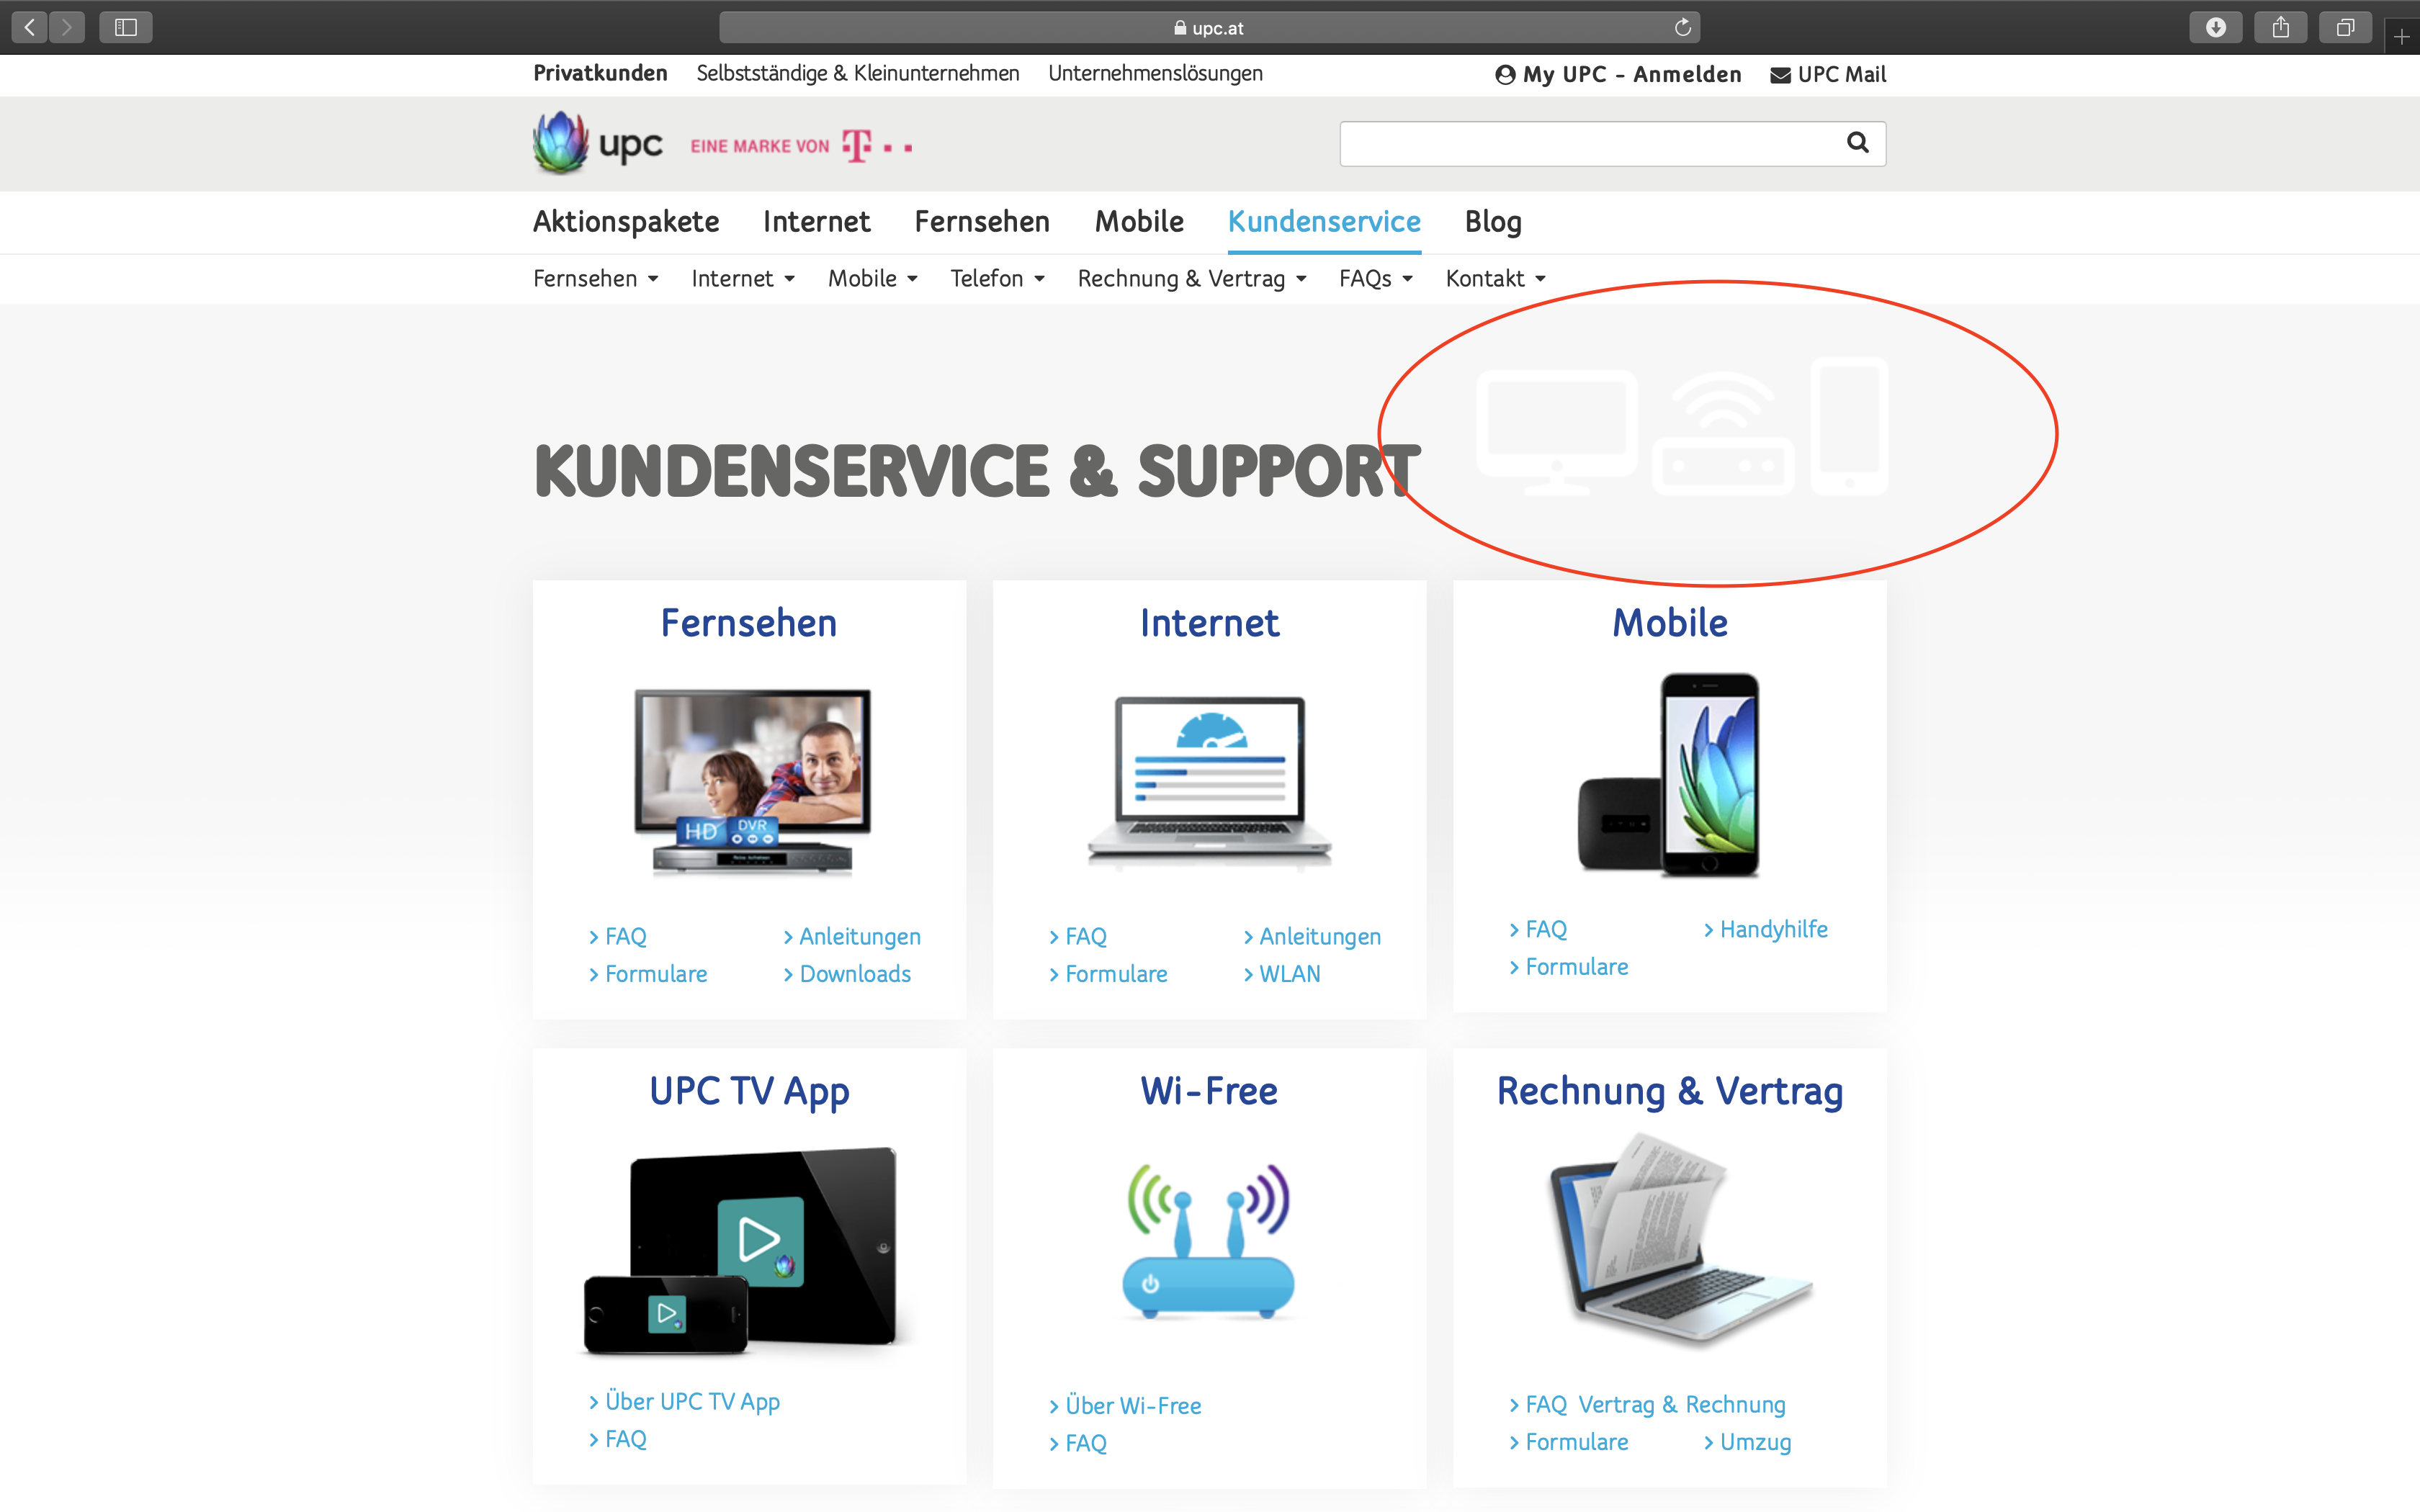 upc.at
Privatkunden Selbstständige & Kleinunternehmen Unternehmenslösungen My UPC - Anmelden UPC Mail
upc EINE MARKE VON T
Aktionspakete Internet Fernsehen Mobile Kundenservice Blog
Fernsehen Internet Mobile Telefon Rechnung & Vertrag FAQs Kontakt
KUNDENSERVICE & SUPPORT
Fernsehen Internet Mobile
HD DVR
FAQ Anleitungen FAQ Anleitungen FAQ Handyhilfe
Formulare Downloads Formulare WLAN Formulare
UPC TV App Wi-Free Rechnung & Vertrag
Über UPC TV App Über Wi-Free FAQ Vertrag & Rechnung
FAQ FAQ Formulare Umzug